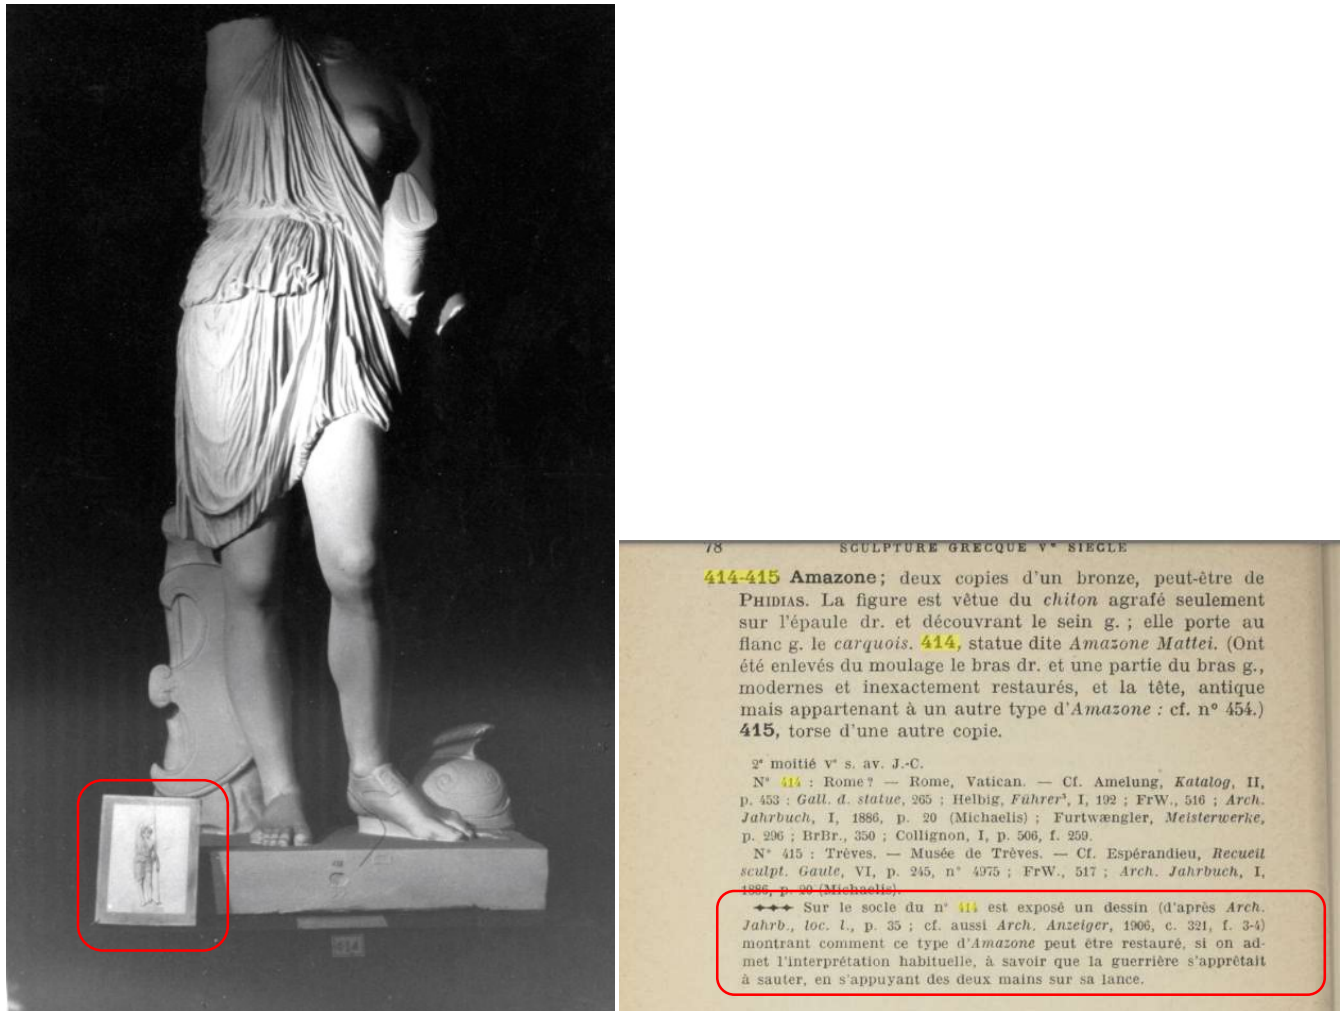 414
78 SCULPTURE GRECQUE Vᵉ SIÈCLE
414-415 Amazone; deux copies d'un bronze, peut-être de
PHIDIAS. La figure est vêtue du chiton agrafé seulement
sur l'épaule dr. et découvrant le sein g. ; elle porte au
flanc g. le carquois. 414, statue dite Amazone Mattei. (Ont
été enlevés du moulage le bras dr. et une partie du bras g.,
modernes et inexactement restaurés, et la tête, antique
mais appartenant à un autre type d'Amazone : cf. nº 454.)
415, torse d'une autre copie.
2ᵉ moitié Vᵉ s. av. J.-C.
Nº 414 : Rome? — Rome, Vatican. — Cf. Amelung, Katalog, II,
p. 453 : Gall. d. statue, 265 ; Helbig, Führer³, I, 192 ; FrW., 516 ; Arch.
Jahrbuch, I, 1886, p. 20 (Michaelis) ; Furtwængler, Meisterwerke,
p. 296 ; BrBr., 350 ; Collignon, I, p. 506, f. 259.
Nº 415 : Trèves. — Musée de Trèves. — Cf. Espérandieu, Recueil
sculpt. Gaule, VI, p. 245, nº 4975 ; FrW., 517 ; Arch. Jahrbuch, I,
1886, p. 20 (Michaelis).
Sur le socle du nº 414 est exposé un dessin (d'après Arch.
Jahrb., loc. l., p. 35 ; cf. aussi Arch. Anzeiger, 1906, c. 321, f. 3-4)
montrant comment ce type d'Amazone peut être restauré, si on ad-
met l'interprétation habituelle, à savoir que la guerrière s'apprêtait
à sauter, en s'appuyant des deux mains sur sa lance.